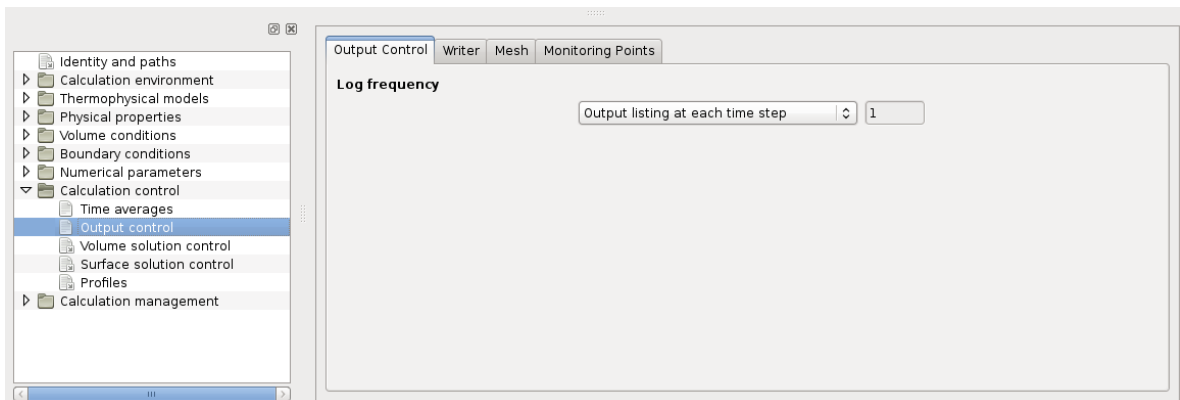 Identity and paths
Calculation environment
Thermophysical models
Physical properties
Volume conditions
Boundary conditions
Numerical parameters
Calculation control
Time averages
Output control
Volume solution control
Surface solution control
Profiles
Calculation management
Output Control Writer Mesh Monitoring Points
Log frequency
Output listing at each time step 1